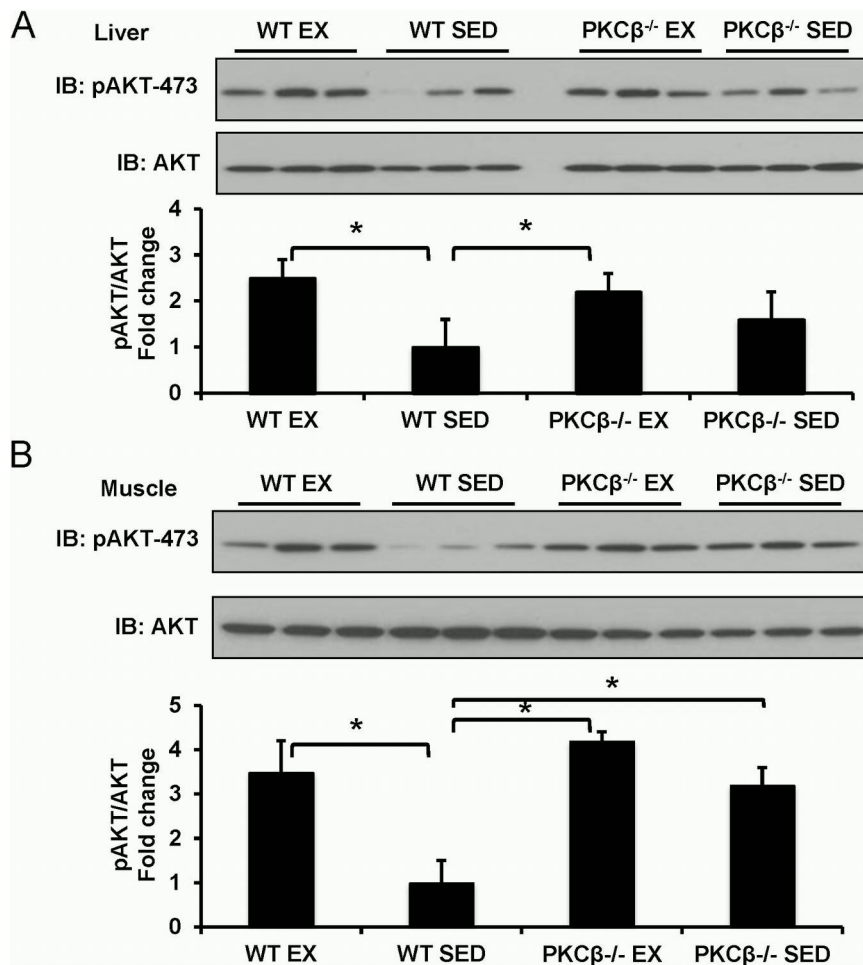 A
Liver
WT EX WT SED PKCβ⁻/⁻ EX PKCβ⁻/⁻ SED
IB: pAKT-473
IB: AKT
pAKT/AKT
Fold change
4
3
2
1
0
* *
WT EX WT SED PKCβ-/- EX PKCβ-/- SED
B
Muscle
WT EX WT SED PKCβ⁻/⁻ EX PKCβ⁻/⁻ SED
IB: pAKT-473
IB: AKT
pAKT/AKT
Fold change
5
4
3
2
1
0
* * *
WT EX WT SED PKCβ-/- EX PKCβ-/- SED